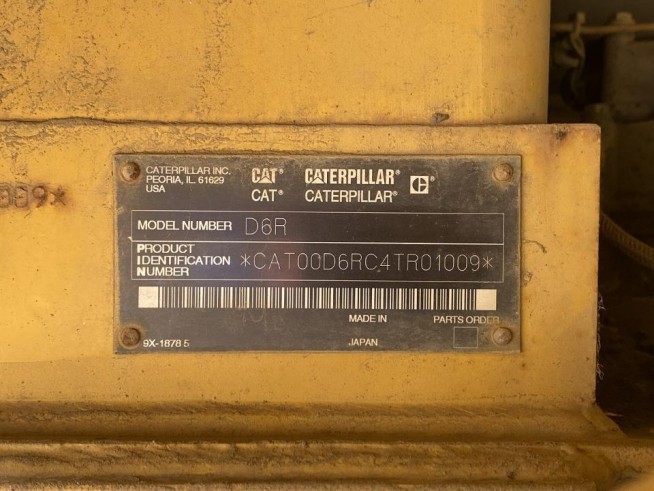 CATERPILLAR INC.
PEORIA, IL. 61629
USA
CAT® CATERPILLAR®
CAT® CATERPILLAR® C®
MODEL NUMBER D6R
PRODUCT
IDENTIFICATION
NUMBER
*CAT00D6RC4TR01009*
MADE IN
PARTS ORDER
9X-1878 5
JAPAN
009*